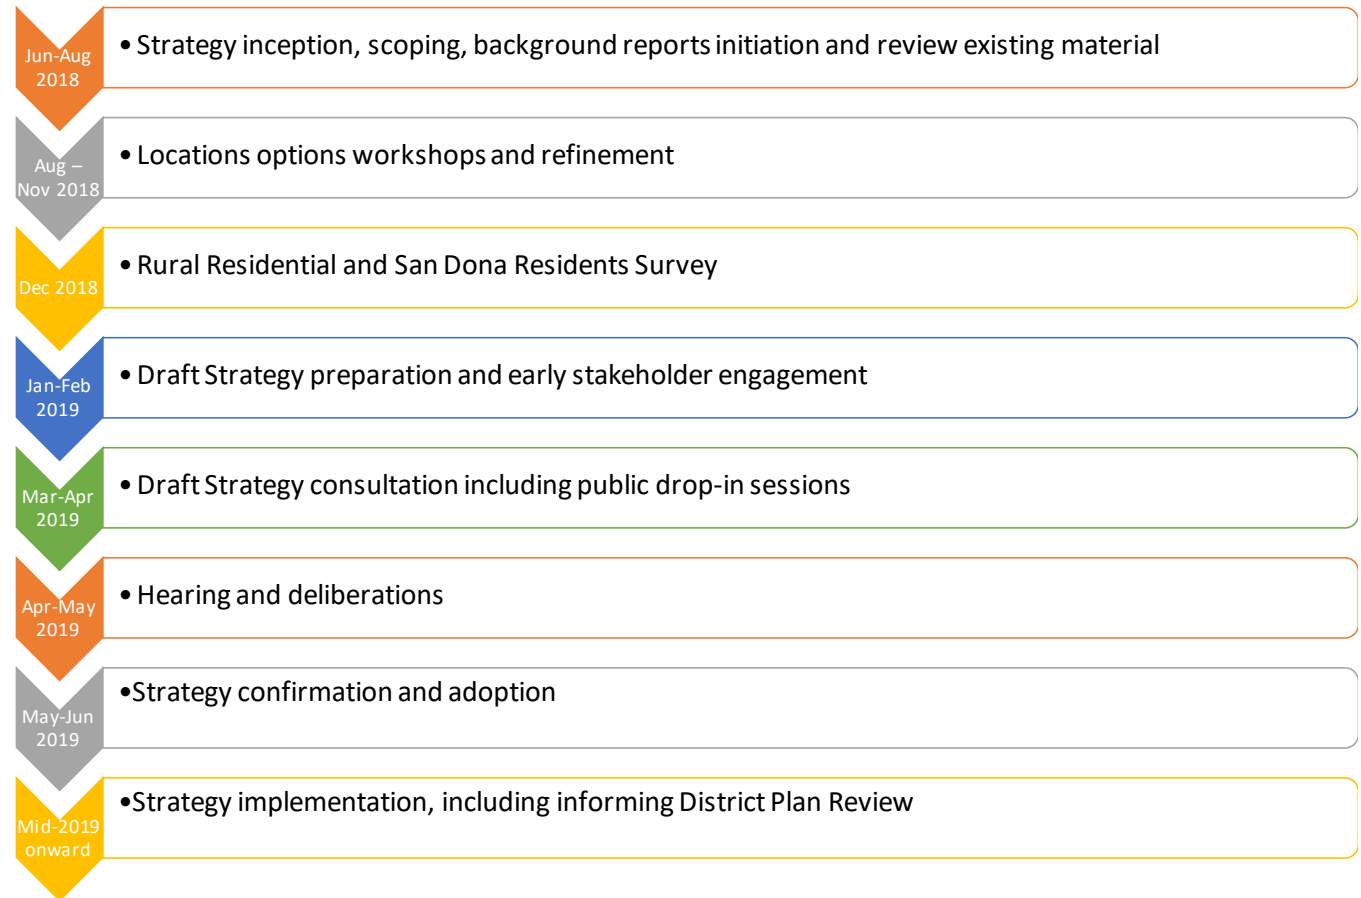 Jun-Aug
2018
• Strategy inception, scoping, background reports initiation and review existing material
Aug –
Nov 2018
• Locations options workshops and refinement
Dec 2018
• Rural Residential and San Dona Residents Survey
Jan-Feb
2019
• Draft Strategy preparation and early stakeholder engagement
Mar-Apr
2019
• Draft Strategy consultation including public drop-in sessions
Apr-May
2019
• Hearing and deliberations
May-Jun
2019
•Strategy confirmation and adoption
Mid-2019
onward
•Strategy implementation, including informing District Plan Review